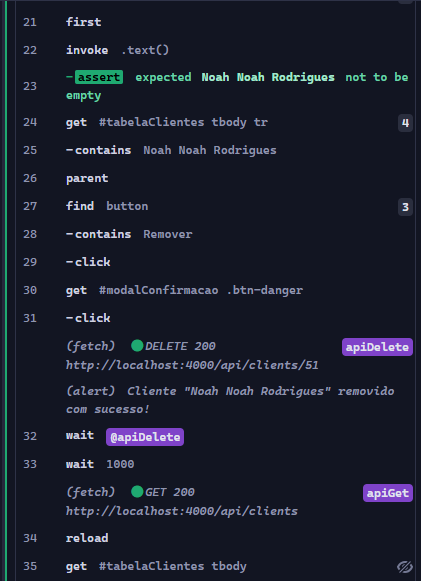 21 first
22 invoke .text()
23 -assert expected Noah Noah Rodrigues not to be
empty
24 get #tabelaClientes tbody tr 4
25 -contains Noah Noah Rodrigues
26 parent
27 find button 3
28 -contains Remover
29 -click
30 get #modalConfirmacao .btn-danger
31 -click
(fetch) DELETE 200 apiDelete
http://localhost:4000/api/clients/51
(alert) Cliente "Noah Noah Rodrigues" removido
com sucesso!
32 wait @apiDelete
33 wait 1000
(fetch) GET 200 apiGet
http://localhost:4000/api/clients
34 reload
35 get #tabelaClientes tbody